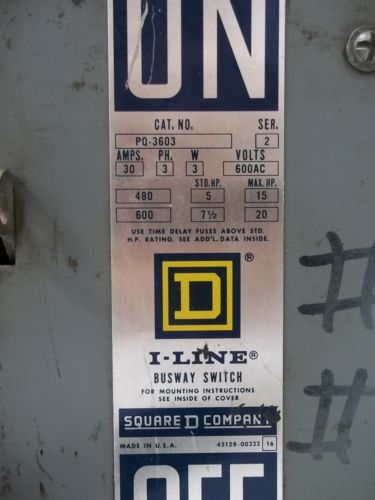 ON
CAT. NO. SER.
PQ-3603 2
AMPS. PH. W VOLTS
30 3 3 600AC
STD. HP. MAX. HP.
480 5 15
600 7½ 20
USE TIME DELAY FUSES ABOVE STD.
H.P. RATING. SEE ADD'L. DATA INSIDE.
D ®
I-LINE®
BUSWAY SWITCH
FOR MOUNTING INSTRUCTIONS
SEE INSIDE OF COVER
SQUARE D COMPANY
MADE IN U.S.A. 45128-00222 16
OFF
#
#